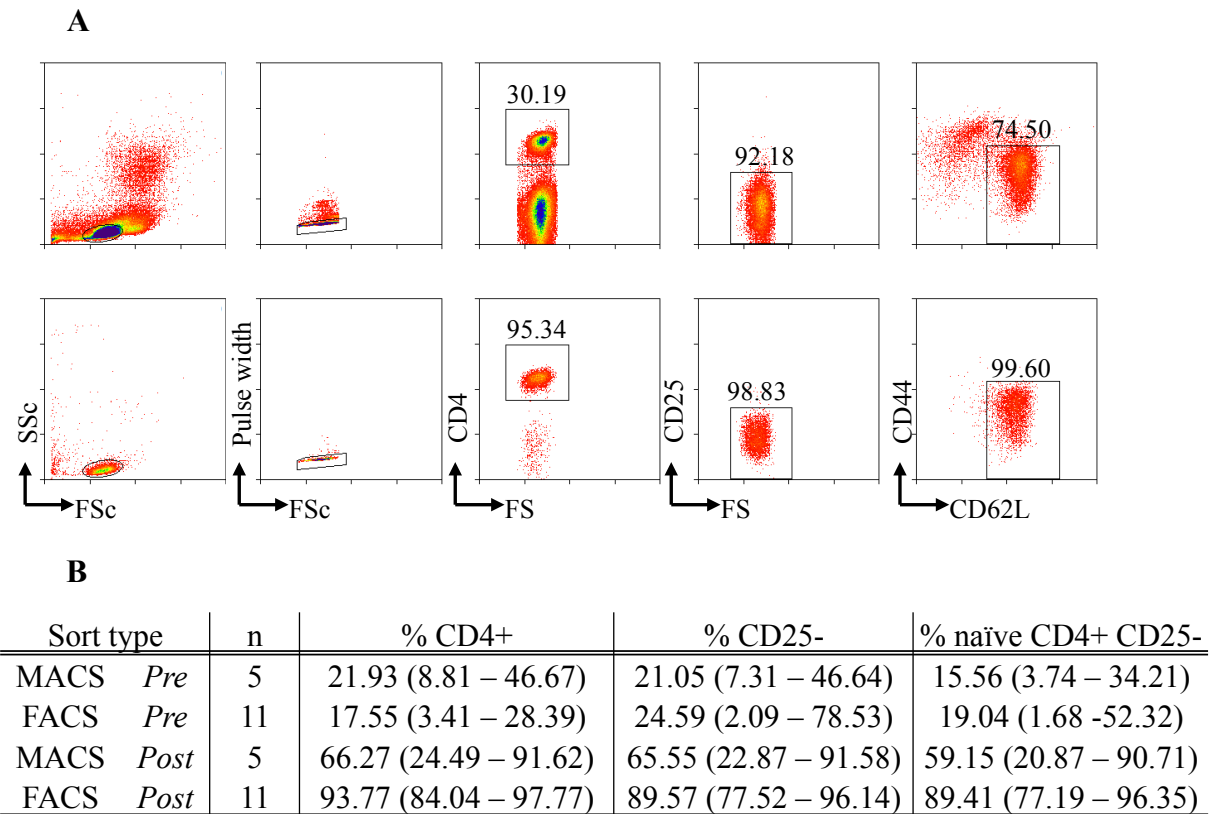 A
30.19
92.18
74.50
95.34
98.83
99.60
SSc
FSc
Pulse width
FSc
CD4
FS
CD25
FS
CD44
CD62L
B
Sort type n % CD4+ % CD25- % naïve CD4+ CD25-
MACS Pre 5 21.93 (8.81 – 46.67) 21.05 (7.31 – 46.64) 15.56 (3.74 – 34.21)
FACS Pre 11 17.55 (3.41 – 28.39) 24.59 (2.09 – 78.53) 19.04 (1.68 -52.32)
MACS Post 5 66.27 (24.49 – 91.62) 65.55 (22.87 – 91.58) 59.15 (20.87 – 90.71)
FACS Post 11 93.77 (84.04 – 97.77) 89.57 (77.52 – 96.14) 89.41 (77.19 – 96.35)